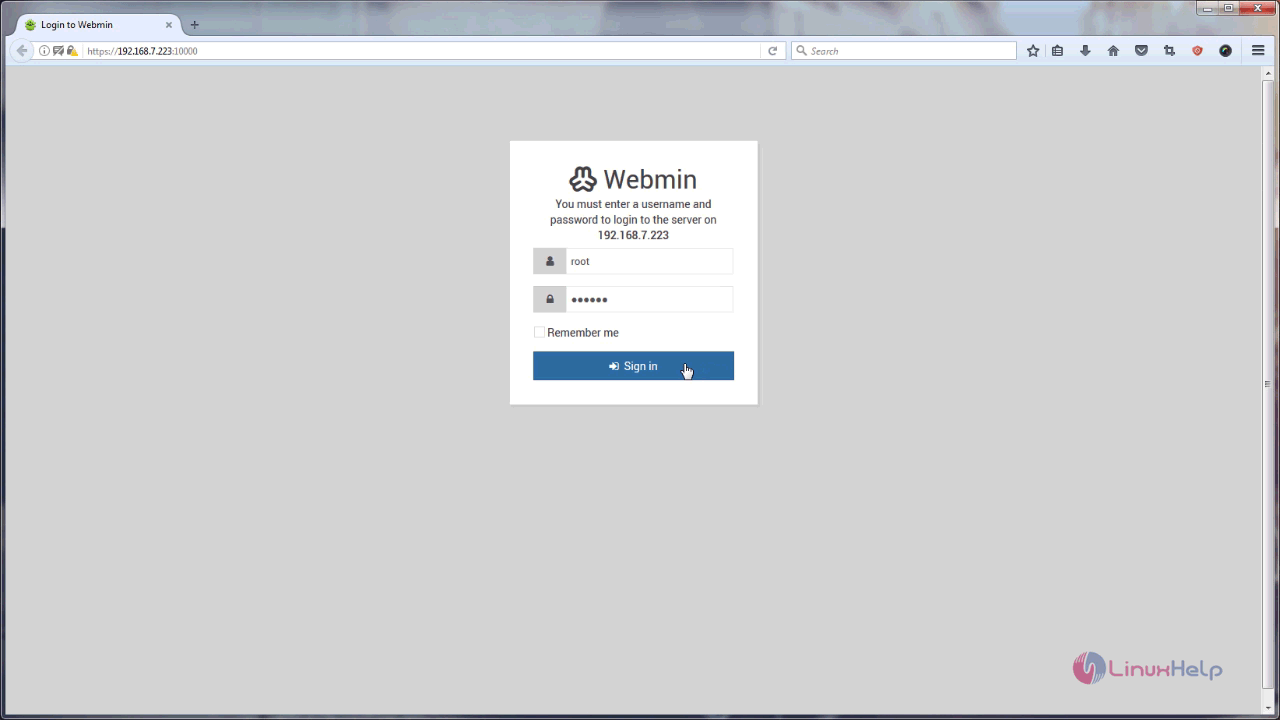 Login to Webmin
https://192.168.7.223:10000
Search
Webmin
You must enter a username and
password to login to the server on
192.168.7.223
root
••••••
Remember me
Sign in
LinuxHelp